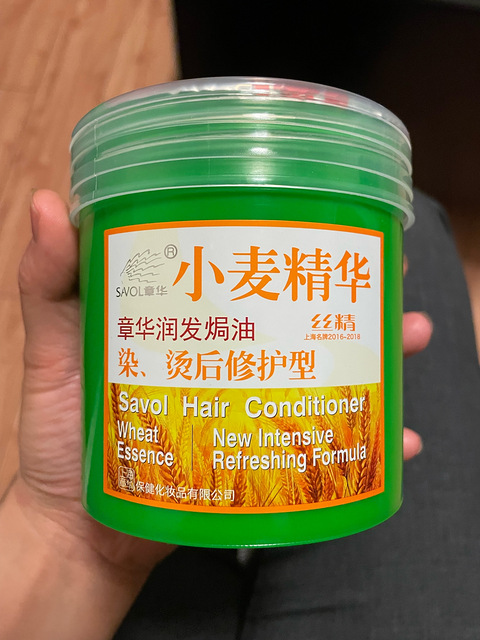 ®
SAVOL章华
小麦精华
章华润发焗油
丝精
上海名牌2016-2018
染、烫后修护型
Savol Hair Conditioner
Wheat Essence
New Intensive Refreshing Formula
上海
保健化妆品有限公司